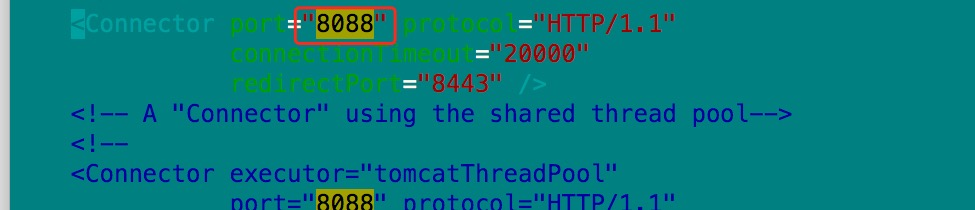 <Connector port="8088" protocol="HTTP/1.1"
connectionTimeout="20000"
redirectPort="8443" />
<!-- A "Connector" using the shared thread pool-->
<!--
<Connector executor="tomcatThreadPool"
port="8088" protocol="HTTP/1.1"